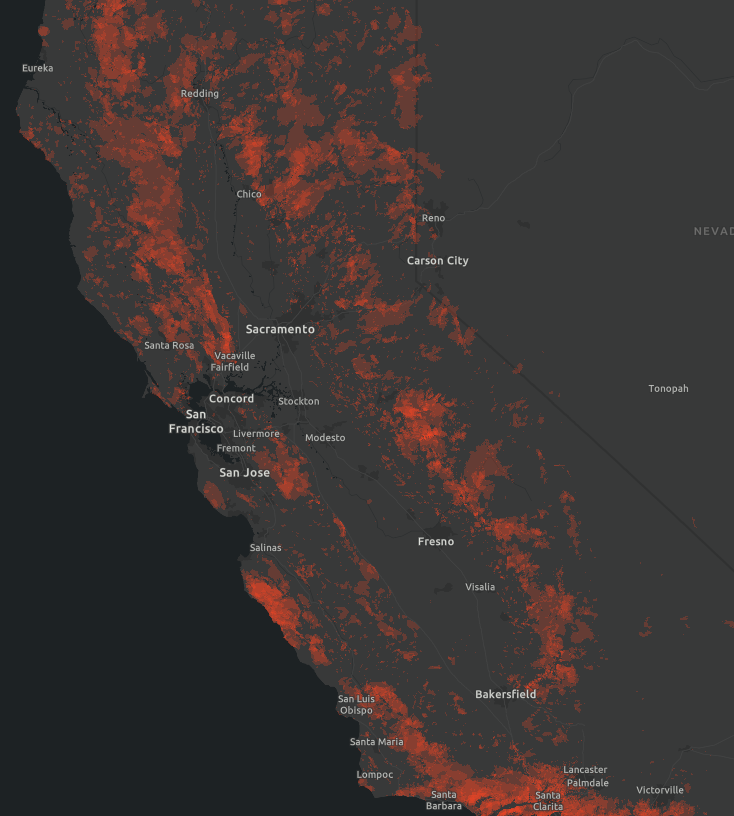 Eureka
Redding
Chico
Reno
NEVAD
Carson City
Sacramento
Santa Rosa
Vacaville
Fairfield
Tonopah
Concord
Stockton
San
Francisco
Livermore
Modesto
Fremont
San Jose
Fresno
Salinas
Visalia
Bakersfield
San Luis
Obispo
Santa Maria
Lancaster
Lompoc
Palmdale
Victorville
Santa
Barbara
Santa
Clarita